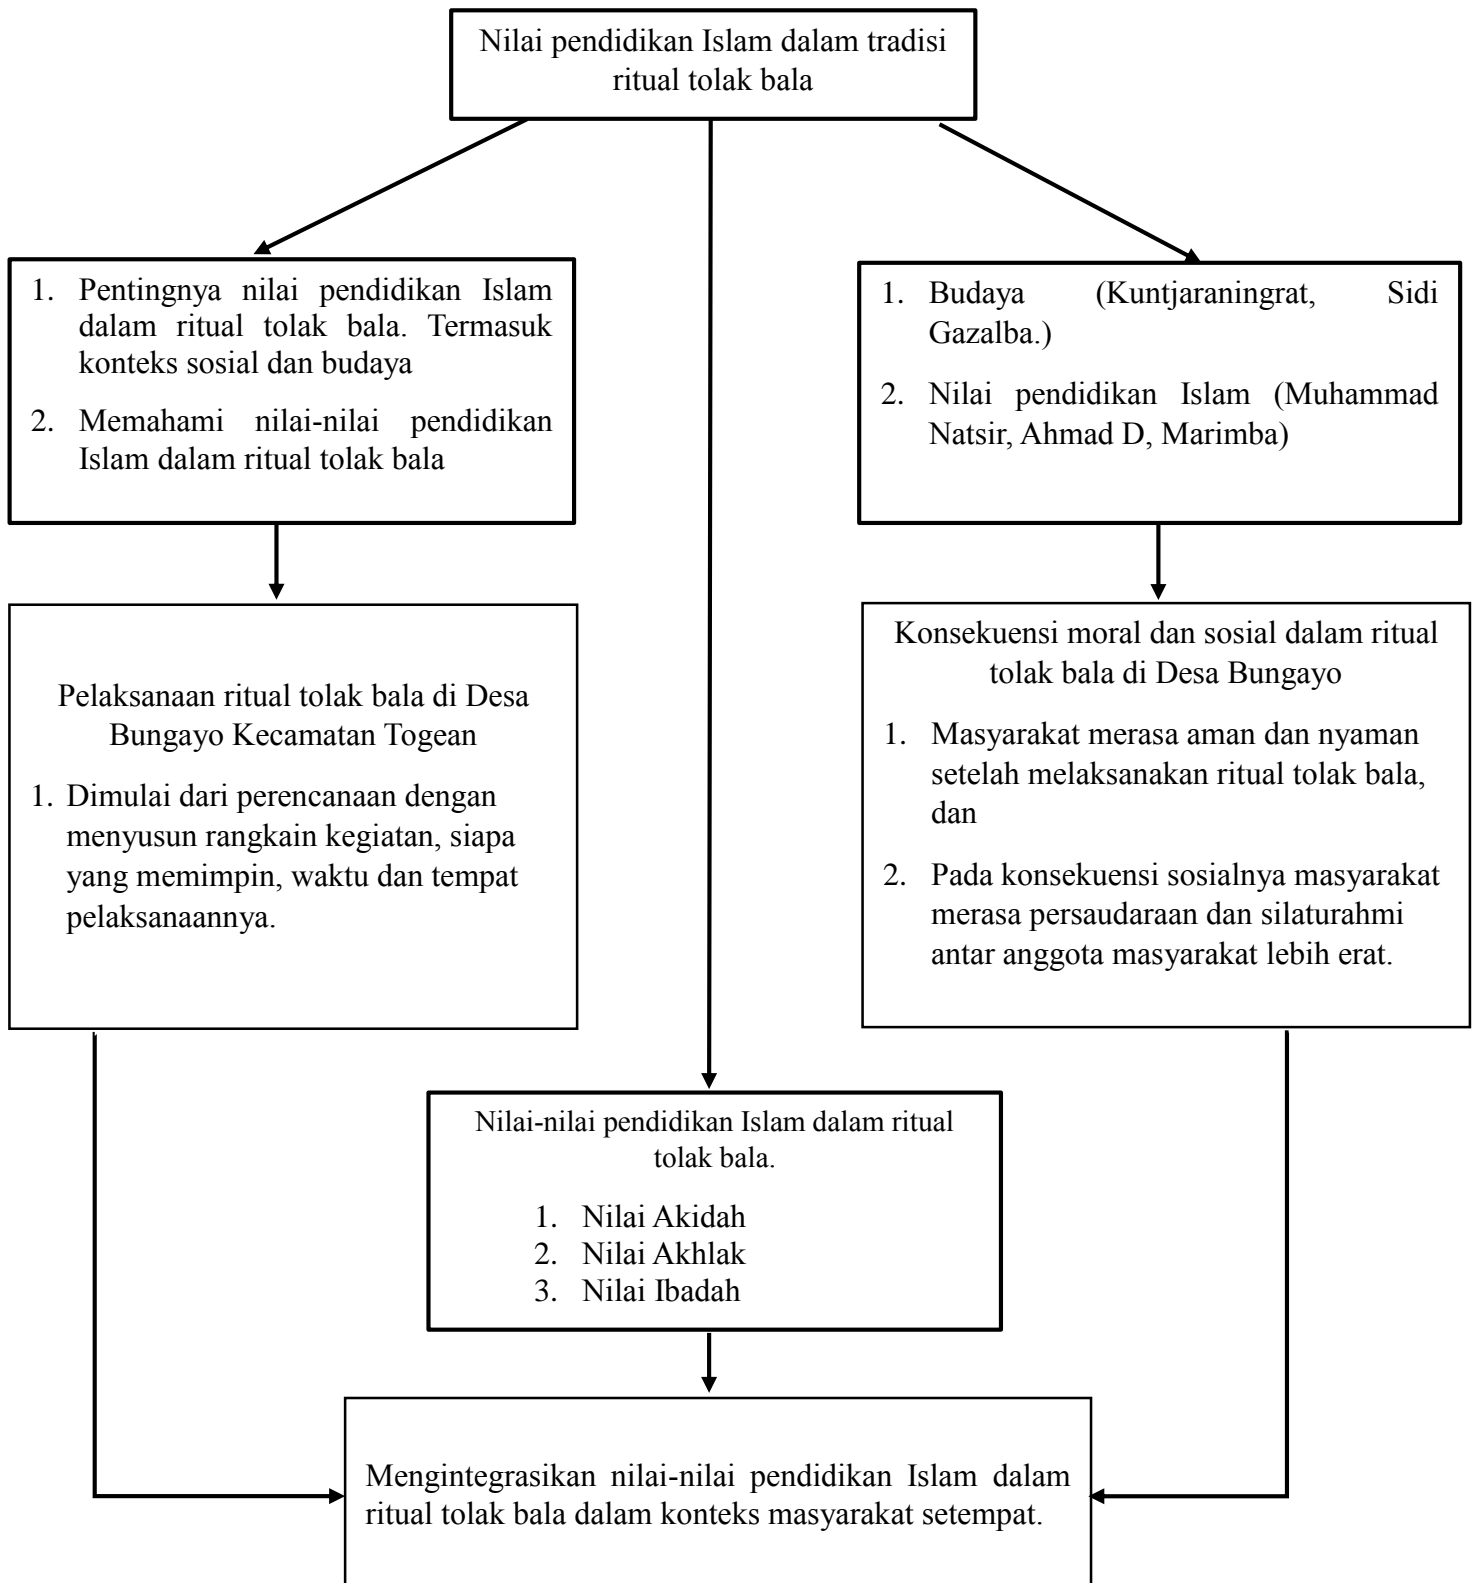 Nilai pendidikan Islam dalam tradisi
ritual tolak bala
1. Pentingnya nilai pendidikan Islam
dalam ritual tolak bala. Termasuk
konteks sosial dan budaya
2. Memahami nilai-nilai pendidikan
Islam dalam ritual tolak bala
1. Budaya (Kuntjaraningrat, Sidi
Gazalba.)
2. Nilai pendidikan Islam (Muhammad
Natsir, Ahmad D, Marimba)
Pelaksanaan ritual tolak bala di Desa
Bungayo Kecamatan Togean
1. Dimulai dari perencanaan dengan
menyusun rangkain kegiatan, siapa
yang memimpin, waktu dan tempat
pelaksanaannya.
Konsekuensi moral dan sosial dalam ritual
tolak bala di Desa Bungayo
1. Masyarakat merasa aman dan nyaman
setelah melaksanakan ritual tolak bala,
dan
2. Pada konsekuensi sosialnya masyarakat
merasa persaudaraan dan silaturahmi
antar anggota masyarakat lebih erat.
Nilai-nilai pendidikan Islam dalam ritual
tolak bala.
1. Nilai Akidah
2. Nilai Akhlak
3. Nilai Ibadah
Mengintegrasikan nilai-nilai pendidikan Islam dalam
ritual tolak bala dalam konteks masyarakat setempat.